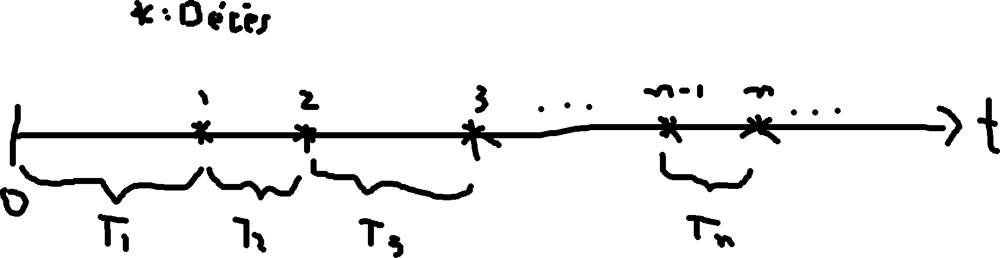 * : Décès
1 2 3 ... n-1 n ...
t
0
T₁ T₂ T₃ Tₙ